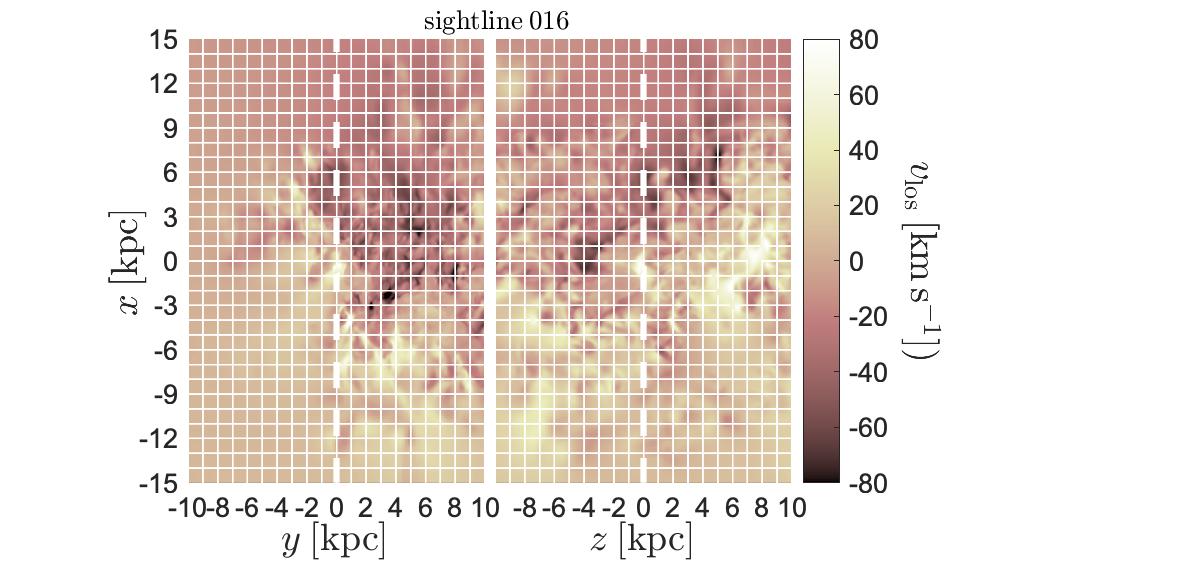 sightline 016
15
12
9
6
3
0
-3
-6
-9
-12
-15
x [kpc]
-10 -8 -6 -4 -2 0 2 4 6 8 10
y [kpc]
-8 -6 -4 -2 0 2 4 6 8 10
z [kpc]
80
60
40
20
0
-20
-40
-60
-80
v_los [km s⁻¹])